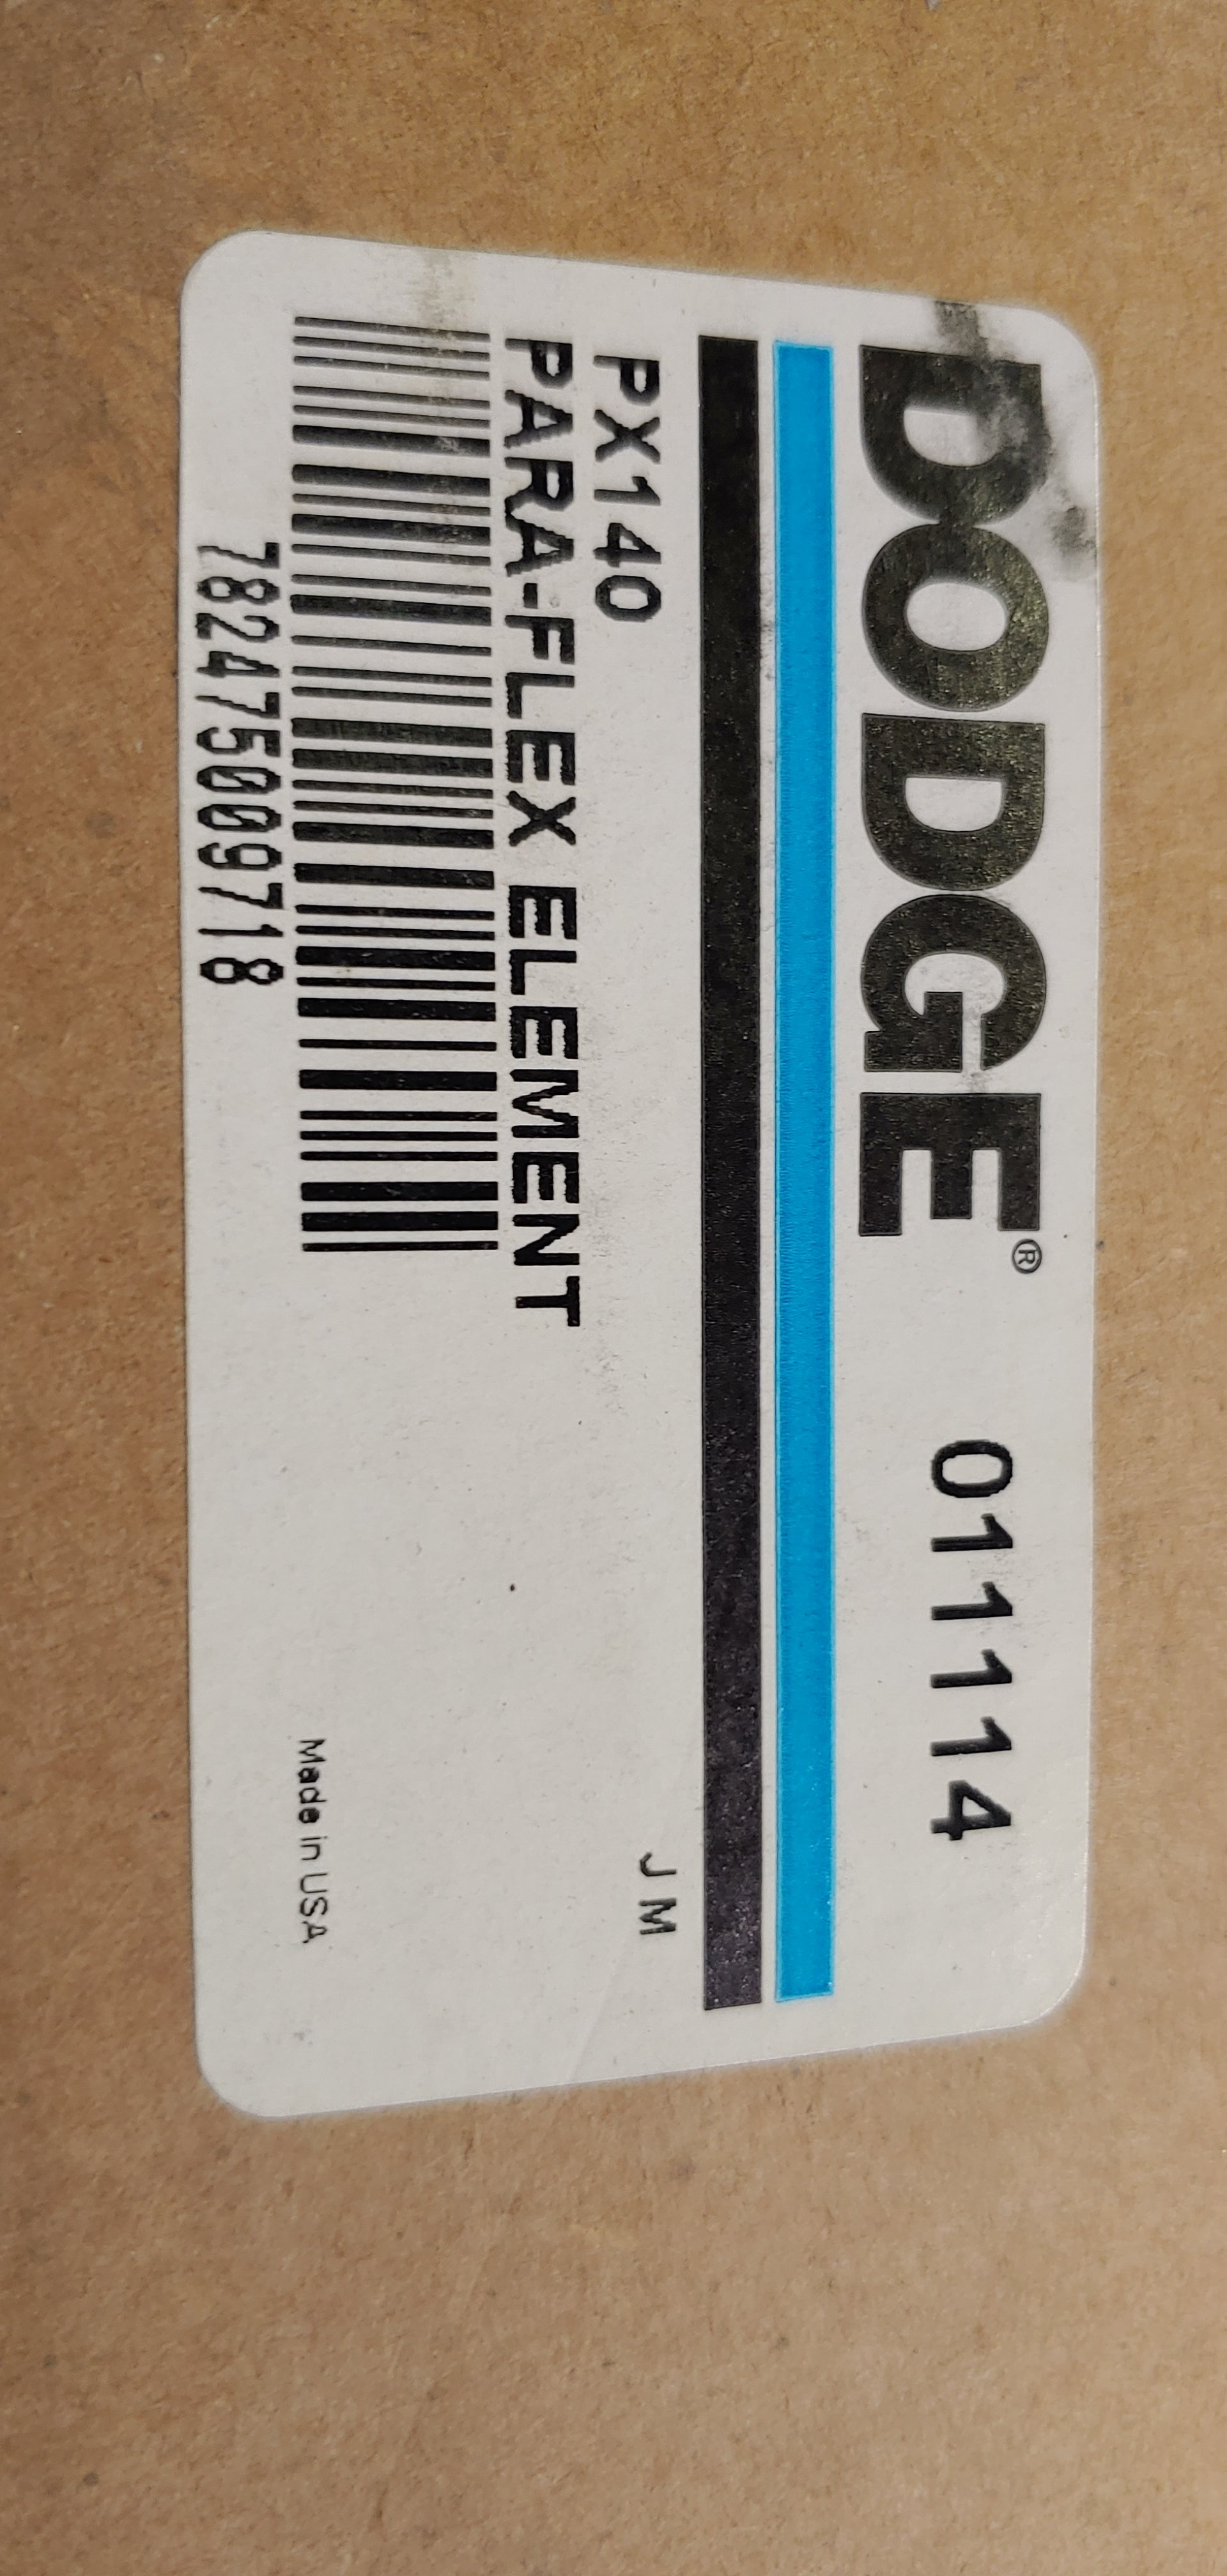 DODGE® 011114
PX140 JM
PARA-FLEX ELEMENT
782475009718
Made in USA